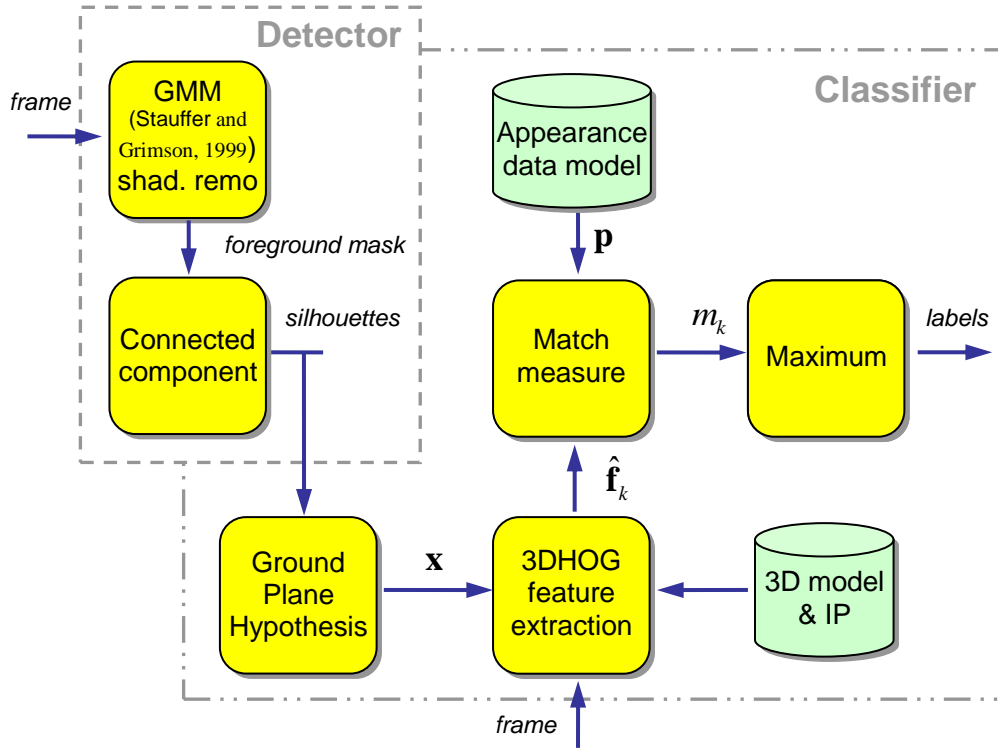 Detector
Classifier
frame
GMM
(Stauffer and
Grimson, 1999)
shad. remo
foreground mask
Connected
component
silhouettes
Appearance
data model
p
Match
measure
m_k
Maximum
labels
f̂_k
Ground
Plane
Hypothesis
x
3DHOG
feature
extraction
3D model
& IP
frame